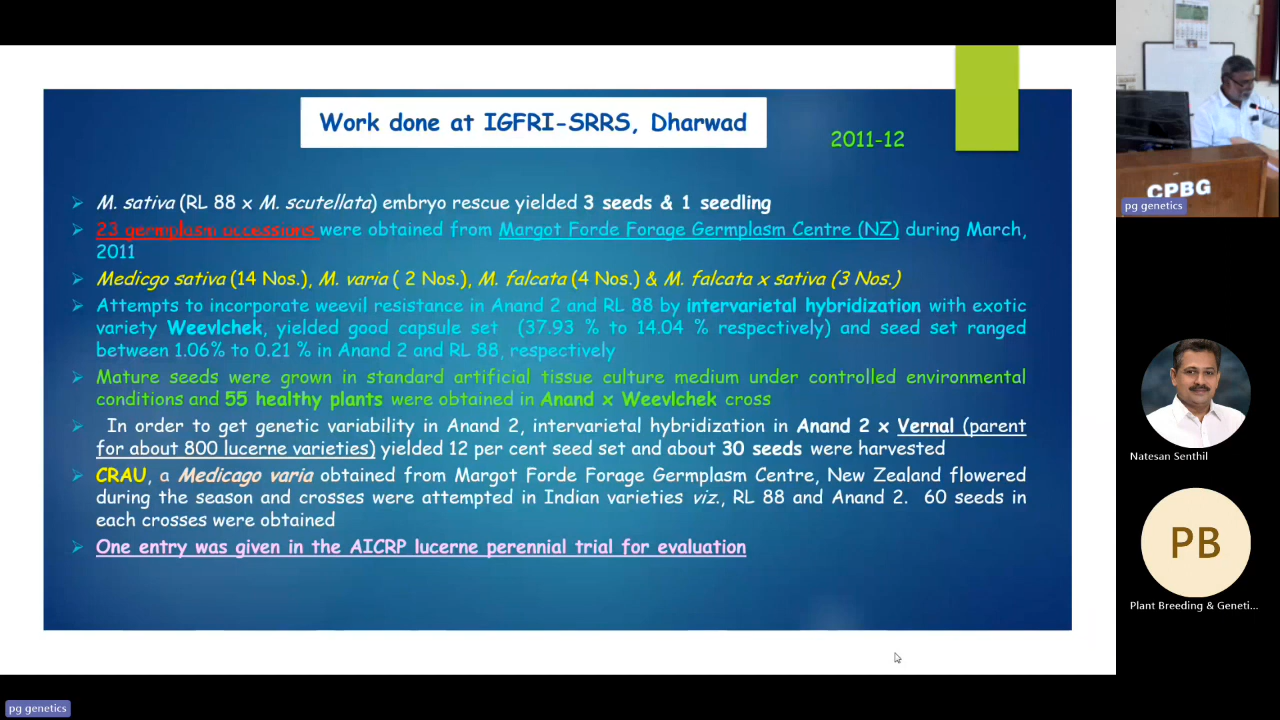 Work done at IGFRI-SRRS, Dharwad
2011-12
M. sativa (RL 88 x M. scutellata) embryo rescue yielded 3 seeds & 1 seedling
23 germplasm accessions were obtained from Margot Forde Forage Germplasm Centre (NZ) during March,
2011
Medicgo sativa (14 Nos.), M. varia ( 2 Nos.), M. falcata (4 Nos.) & M. falcata x sativa (3 Nos.)
Attempts to incorporate weevil resistance in Anand 2 and RL 88 by intervarietal hybridization with exotic
variety Weevlchek, yielded good capsule set (37.93 % to 14.04 % respectively) and seed set ranged
between 1.06% to 0.21 % in Anand 2 and RL 88, respectively
Mature seeds were grown in standard artificial tissue culture medium under controlled environmental
conditions and 55 healthy plants were obtained in Anand x Weevlchek cross
In order to get genetic variability in Anand 2, intervarietal hybridization in Anand 2 x Vernal (parent
for about 800 lucerne varieties) yielded 12 per cent seed set and about 30 seeds were harvested
CRAU, a Medicago varia obtained from Margot Forde Forage Germplasm Centre, New Zealand flowered
during the season and crosses were attempted in Indian varieties viz., RL 88 and Anand 2. 60 seeds in
each crosses were obtained
One entry was given in the AICRP lucerne perennial trial for evaluation
CPBG
pg genetics
Natesan Senthil
PB
Plant Breeding & Geneti...
pg genetics